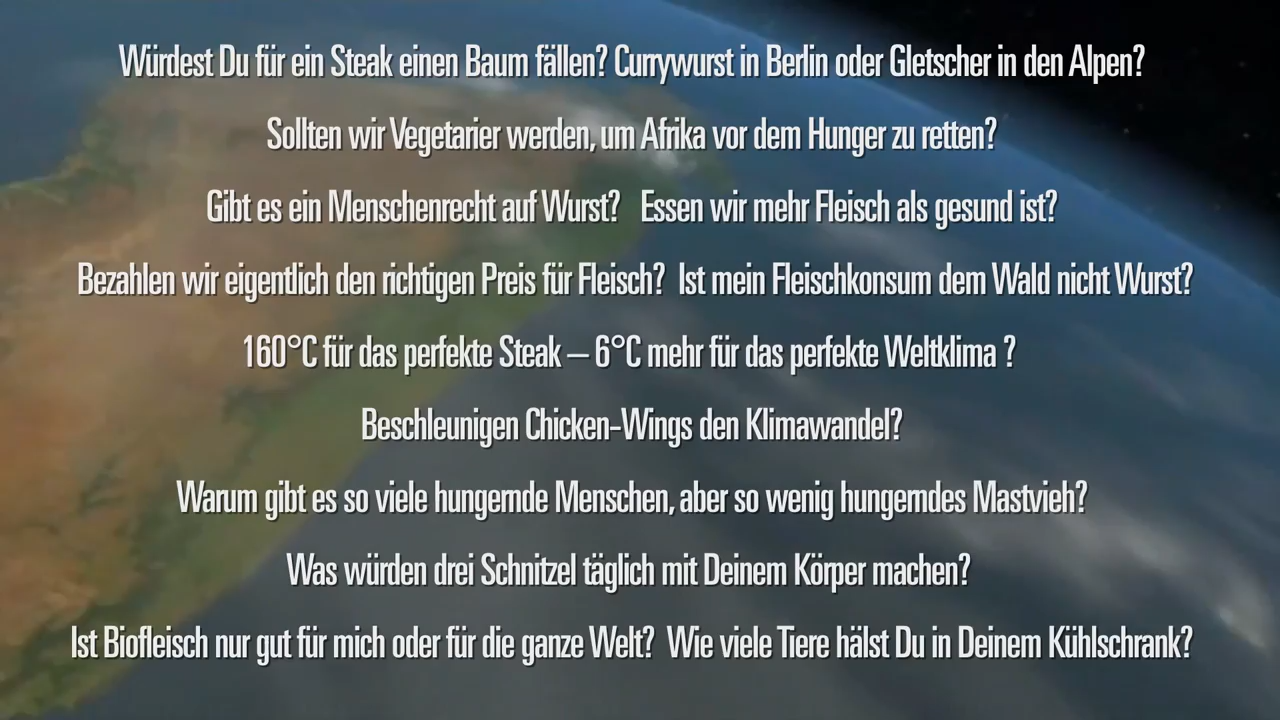 Würdest Du für ein Steak einen Baum fällen? Currywurst in Berlin oder Gletscher in den Alpen?
Sollten wir Vegetarier werden, um Afrika vor dem Hunger zu retten?
Gibt es ein Menschenrecht auf Wurst? Essen wir mehr Fleisch als gesund ist?
Bezahlen wir eigentlich den richtigen Preis für Fleisch? Ist mein Fleischkonsum dem Wald nicht Wurst?
160°C für das perfekte Steak – 6°C mehr für das perfekte Weltklima ?
Beschleunigen Chicken-Wings den Klimawandel?
Warum gibt es so viele hungernde Menschen, aber so wenig hungerndes Mastvieh?
Was würden drei Schnitzel täglich mit Deinem Körper machen?
Ist Biofleisch nur gut für mich oder für die ganze Welt? Wie viele Tiere hälst Du in Deinem Kühlschrank?